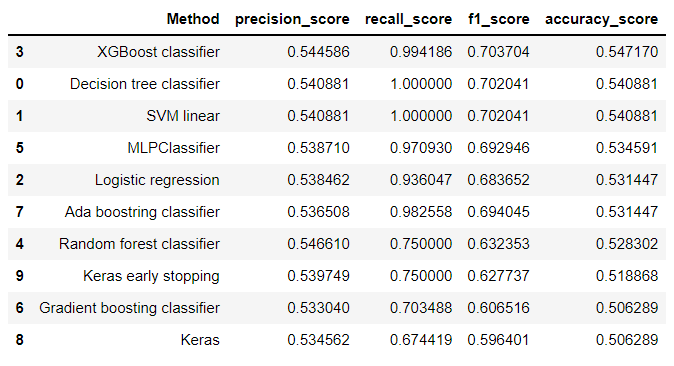 Method precision_score recall_score f1_score accuracy_score
3 XGBoost classifier 0.544586 0.994186 0.703704 0.547170
0 Decision tree classifier 0.540881 1.000000 0.702041 0.540881
1 SVM linear 0.540881 1.000000 0.702041 0.540881
5 MLPClassifier 0.538710 0.970930 0.692946 0.534591
2 Logistic regression 0.538462 0.936047 0.683652 0.531447
7 Ada boostring classifier 0.536508 0.982558 0.694045 0.531447
4 Random forest classifier 0.546610 0.750000 0.632353 0.528302
9 Keras early stopping 0.539749 0.750000 0.627737 0.518868
6 Gradient boosting classifier 0.533040 0.703488 0.606516 0.506289
8 Keras 0.534562 0.674419 0.596401 0.506289